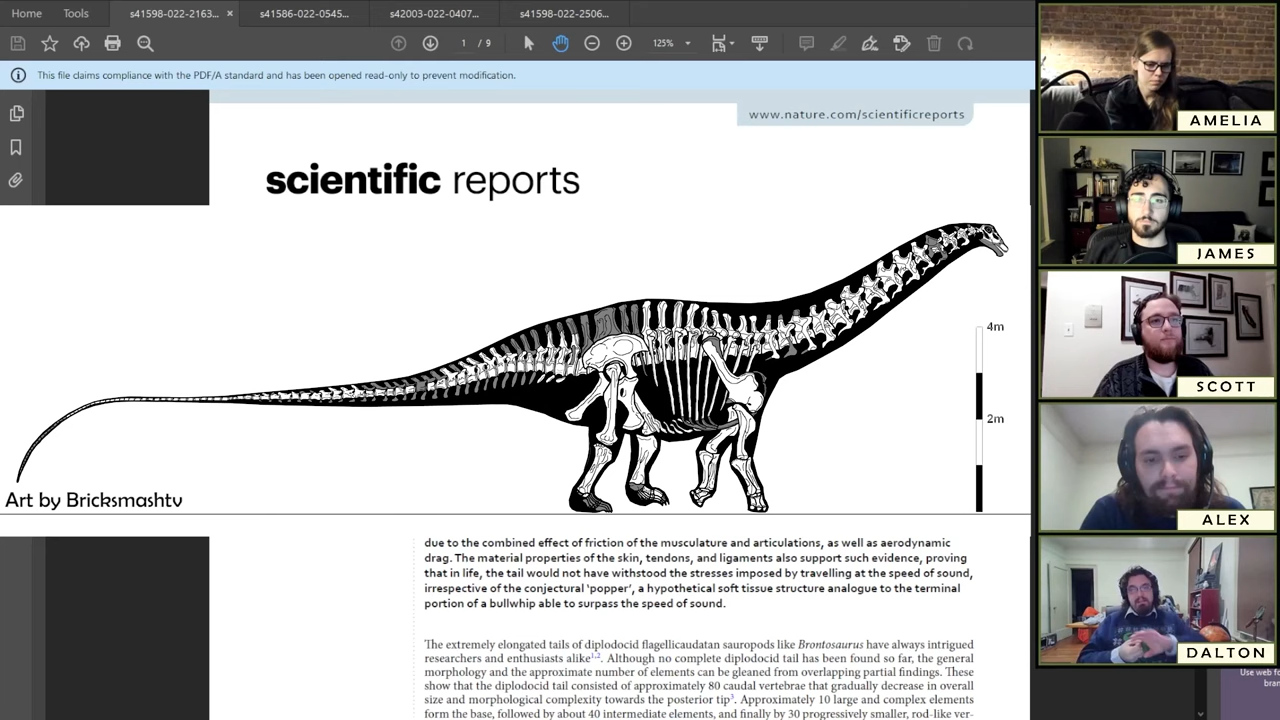 Home Tools s41598-022-2163... × s41586-022-0545... s42003-022-0407... s41598-022-2506...
1 / 9 125%
This file claims compliance with the PDF/A standard and has been opened read-only to prevent modification.
www.nature.com/scientificreports
scientific reports
4m
2m
Art by Bricksmashtv
due to the combined effect of friction of the musculature and articulations, as well as aerodynamic
drag. The material properties of the skin, tendons, and ligaments also support such evidence, proving
that in life, the tail would not have withstood the stresses imposed by travelling at the speed of sound,
irrespective of the conjectural 'popper', a hypothetical soft tissue structure analogue to the terminal
portion of a bullwhip able to surpass the speed of sound.
The extremely elongated tails of diplodocid flagellicaudatan sauropods like Brontosaurus have always intrigued
researchers and enthusiasts alike1,2. Although no complete diplodocid tail has been found so far, the general
morphology and the approximate number of elements can be gleaned from overlapping partial findings. These
show that the diplodocid tail consisted of approximately 80 caudal vertebrae that gradually decrease in overall
size and morphological complexity towards the posterior tip3. Approximately 10 large and complex elements
form the base, followed by about 40 intermediate elements, and finally by 30 progressively smaller, rod-like ver-
AMELIA
JAMES
SCOTT
ALEX
DALTON
Use web fo
bran